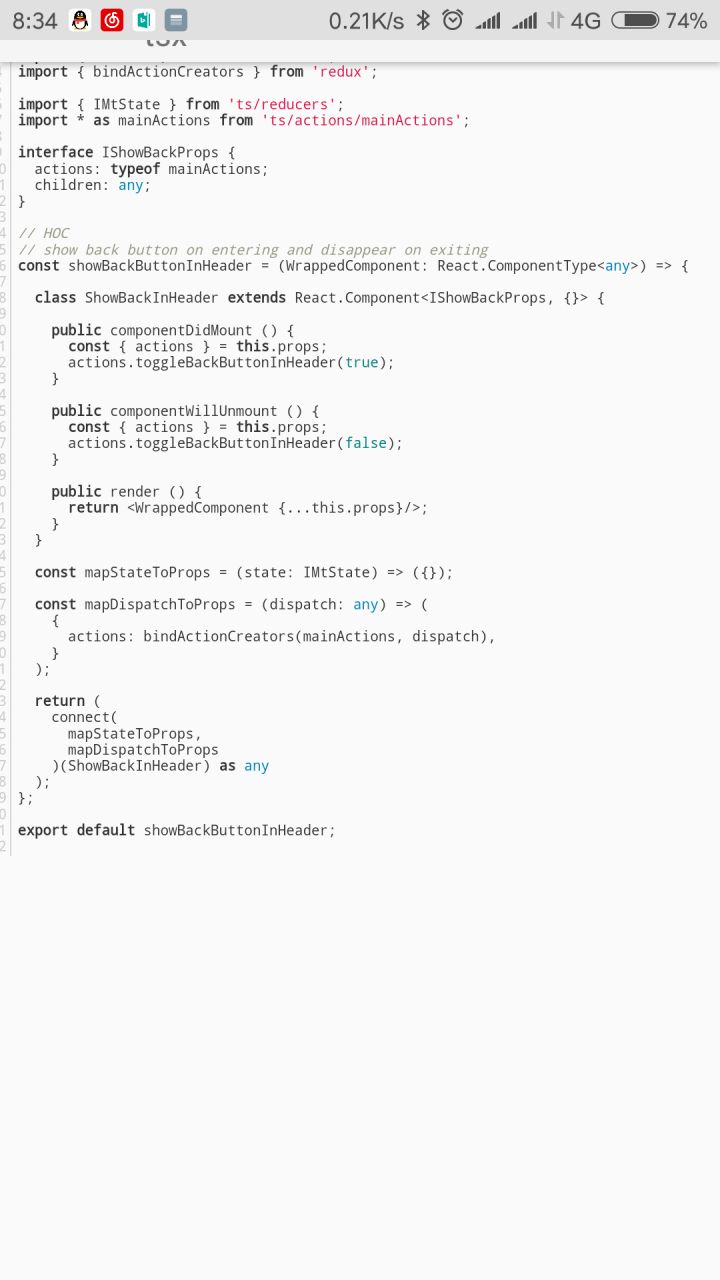 8:34 0.21K/s 4G 74%
tsx
import { bindActionCreators } from 'redux';
import { IMtState } from 'ts/reducers';
import * as mainActions from 'ts/actions/mainActions';
interface IShowBackProps {
  actions: typeof mainActions;
  children: any;
}
// HOC
// show back button on entering and disappear on exiting
const showBackButtonInHeader = (WrappedComponent: React.ComponentType<any>) => {
  class ShowBackInHeader extends React.Component<IShowBackProps, {}> {
    public componentDidMount () {
      const { actions } = this.props;
      actions.toggleBackButtonInHeader(true);
    }
    public componentWillUnmount () {
      const { actions } = this.props;
      actions.toggleBackButtonInHeader(false);
    }
    public render () {
      return <WrappedComponent {...this.props}/>;
    }
  }
  const mapStateToProps = (state: IMtState) => ({});
  const mapDispatchToProps = (dispatch: any) => (
    {
      actions: bindActionCreators(mainActions, dispatch),
    }
  );
  return (
    connect(
      mapStateToProps,
      mapDispatchToProps
    )(ShowBackInHeader) as any
  );
};
export default showBackButtonInHeader;